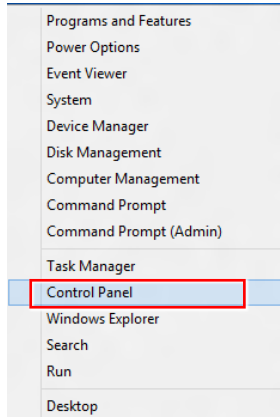 Programs and Features
Power Options
Event Viewer
System
Device Manager
Disk Management
Computer Management
Command Prompt
Command Prompt (Admin)
Task Manager
Control Panel
Windows Explorer
Search
Run
Desktop